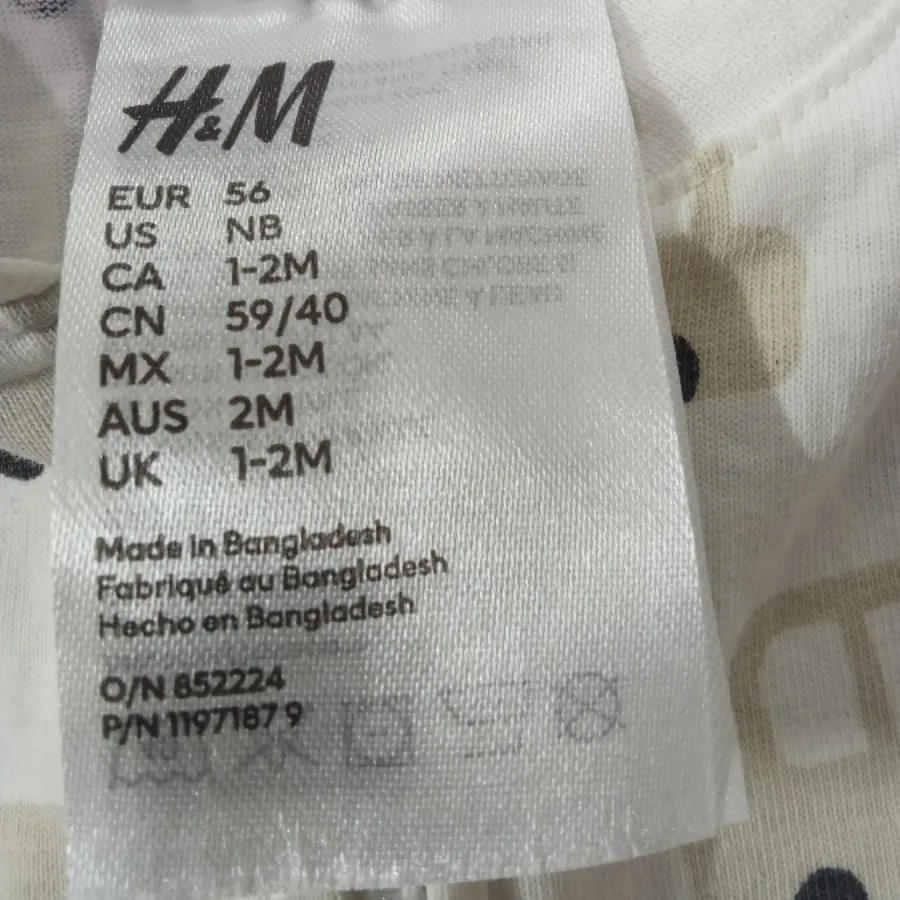 H&M
EUR 56
US NB
CA 1-2M
CN 59/40
MX 1-2M
AUS 2M
UK 1-2M
Made in Bangladesh
Fabriqué au Bangladesh
Hecho en Bangladesh
O/N 852224
P/N 1197187 9